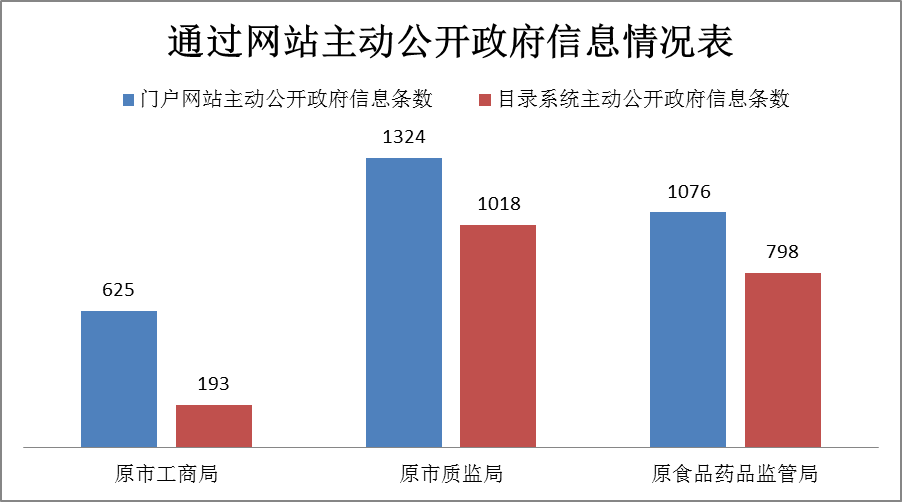 通过网站主动公开政府信息情况表
门户网站主动公开政府信息条数 目录系统主动公开政府信息条数
1324
1076
1018
798
625
193
原市工商局 原市质监局 原食品药品监管局